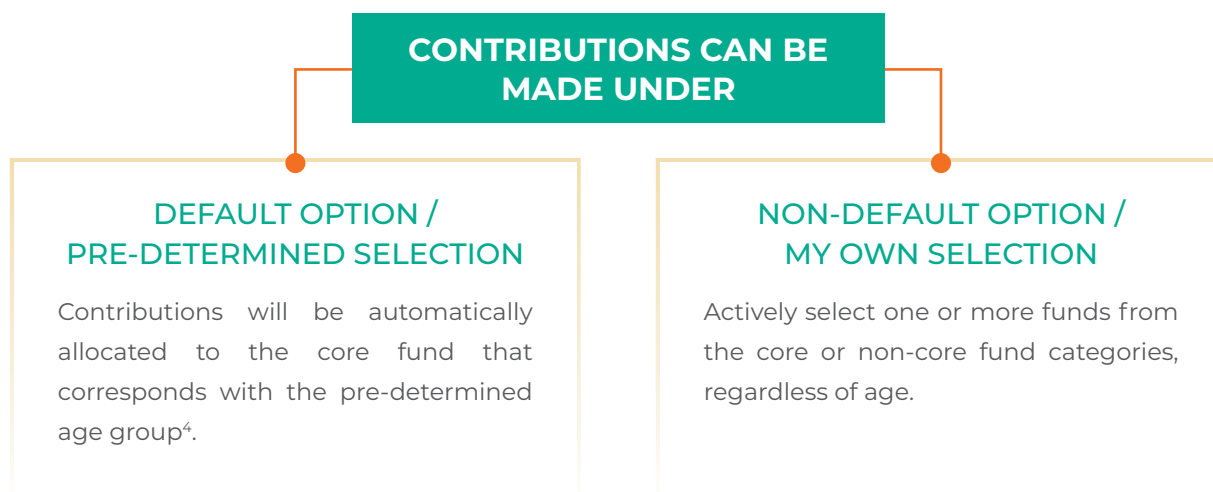 CONTRIBUTIONS CAN BE
MADE UNDER
DEFAULT OPTION /
PRE-DETERMINED SELECTION
Contributions will be automatically
allocated to the core fund that
corresponds with the pre-determined
age group⁴.
NON-DEFAULT OPTION /
MY OWN SELECTION
Actively select one or more funds from
the core or non-core fund categories,
regardless of age.